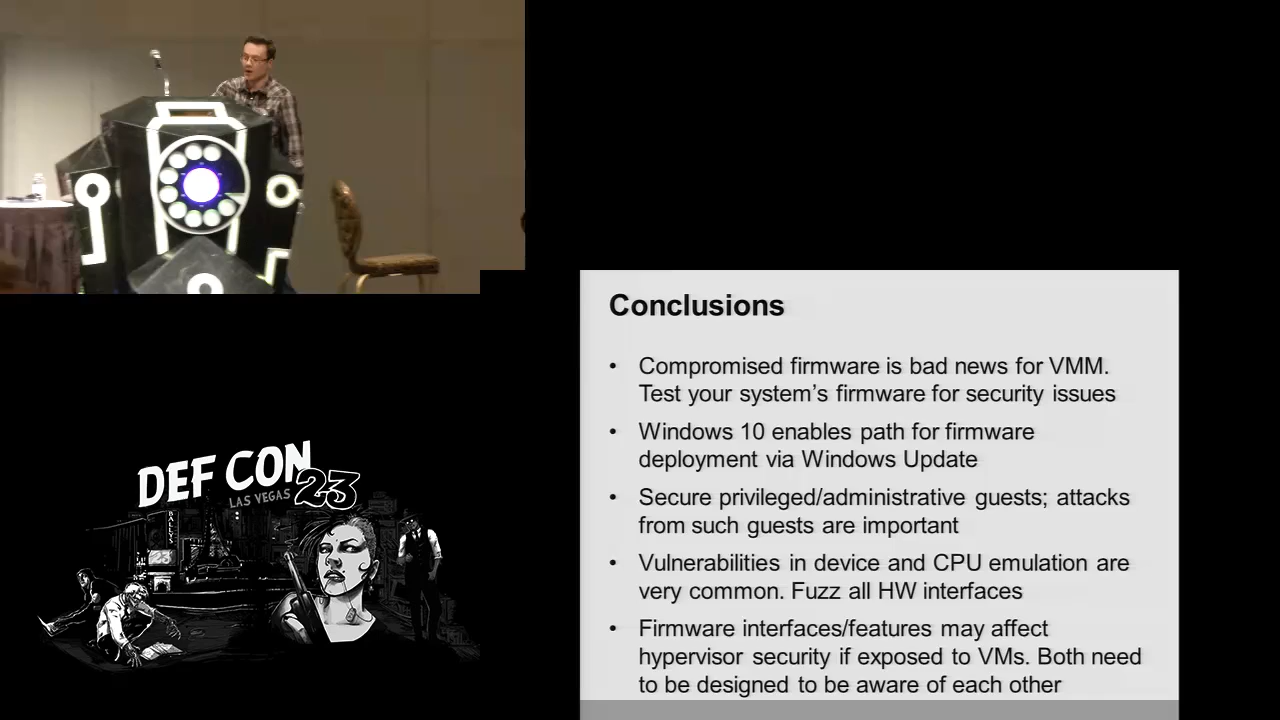 Conclusions
• Compromised firmware is bad news for VMM.
Test your system's firmware for security issues
• Windows 10 enables path for firmware
deployment via Windows Update
• Secure privileged/administrative guests; attacks
from such guests are important
• Vulnerabilities in device and CPU emulation are
very common. Fuzz all HW interfaces
• Firmware interfaces/features may affect
hypervisor security if exposed to VMs. Both need
to be designed to be aware of each other
DEF CON
LAS VEGAS 23
BALLYS